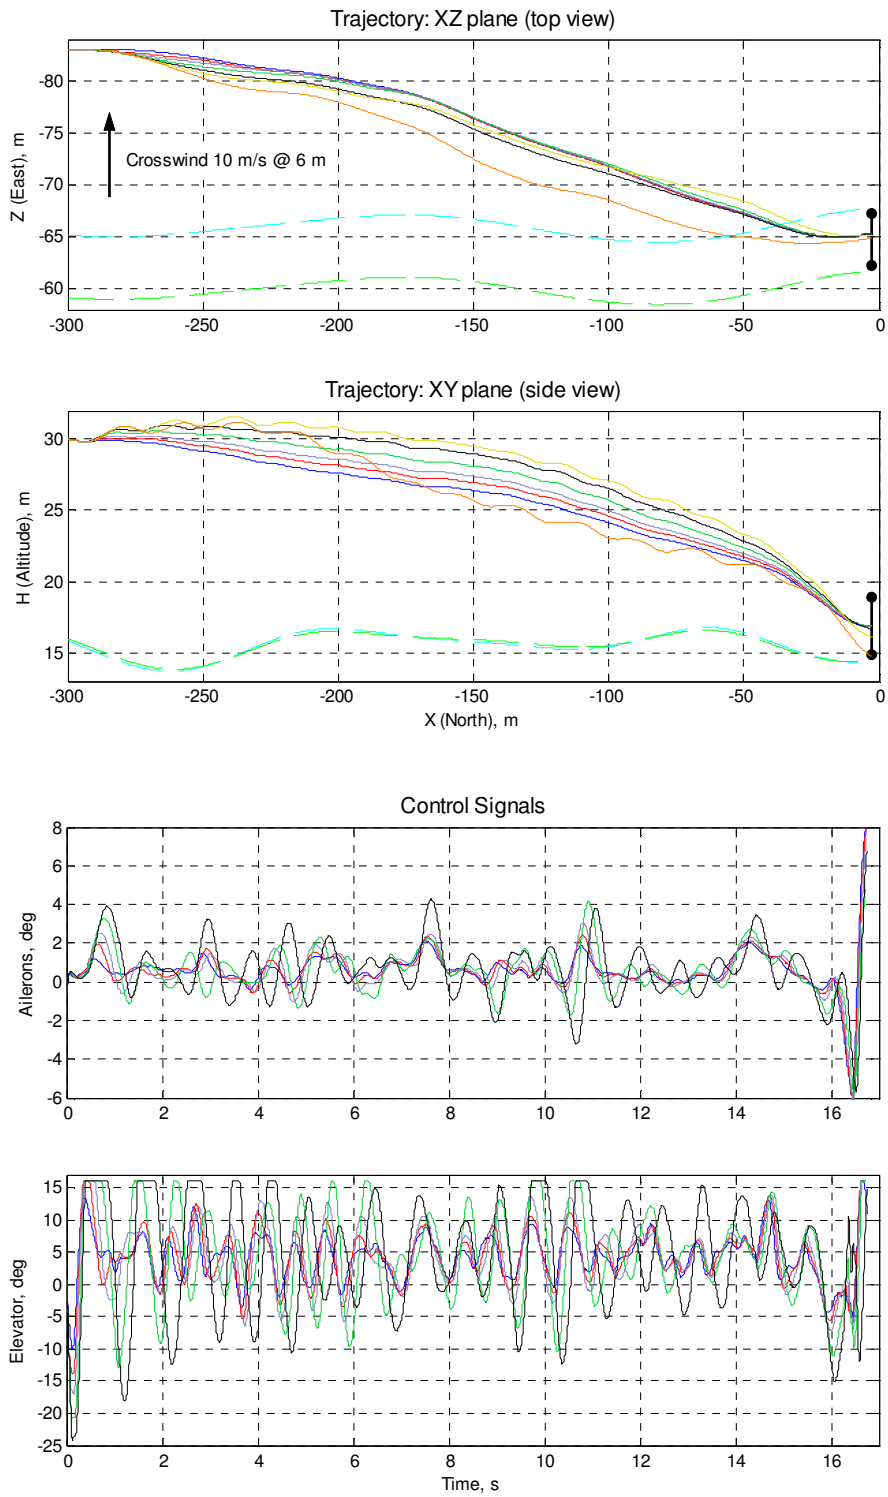 Trajectory: XZ plane (top view)
Z (East), m
-80
-75
-70
-65
-60
Crosswind 10 m/s @ 6 m
-300 -250 -200 -150 -100 -50 0
Trajectory: XY plane (side view)
H (Altitude), m
30
25
20
15
-300 -250 -200 -150 -100 -50 0
X (North), m
Control Signals
Ailerons, deg
8
6
4
2
0
-2
-4
-6
0 2 4 6 8 10 12 14 16
Elevator, deg
15
10
5
0
-5
-10
-15
-20
-25
0 2 4 6 8 10 12 14 16
Time, s